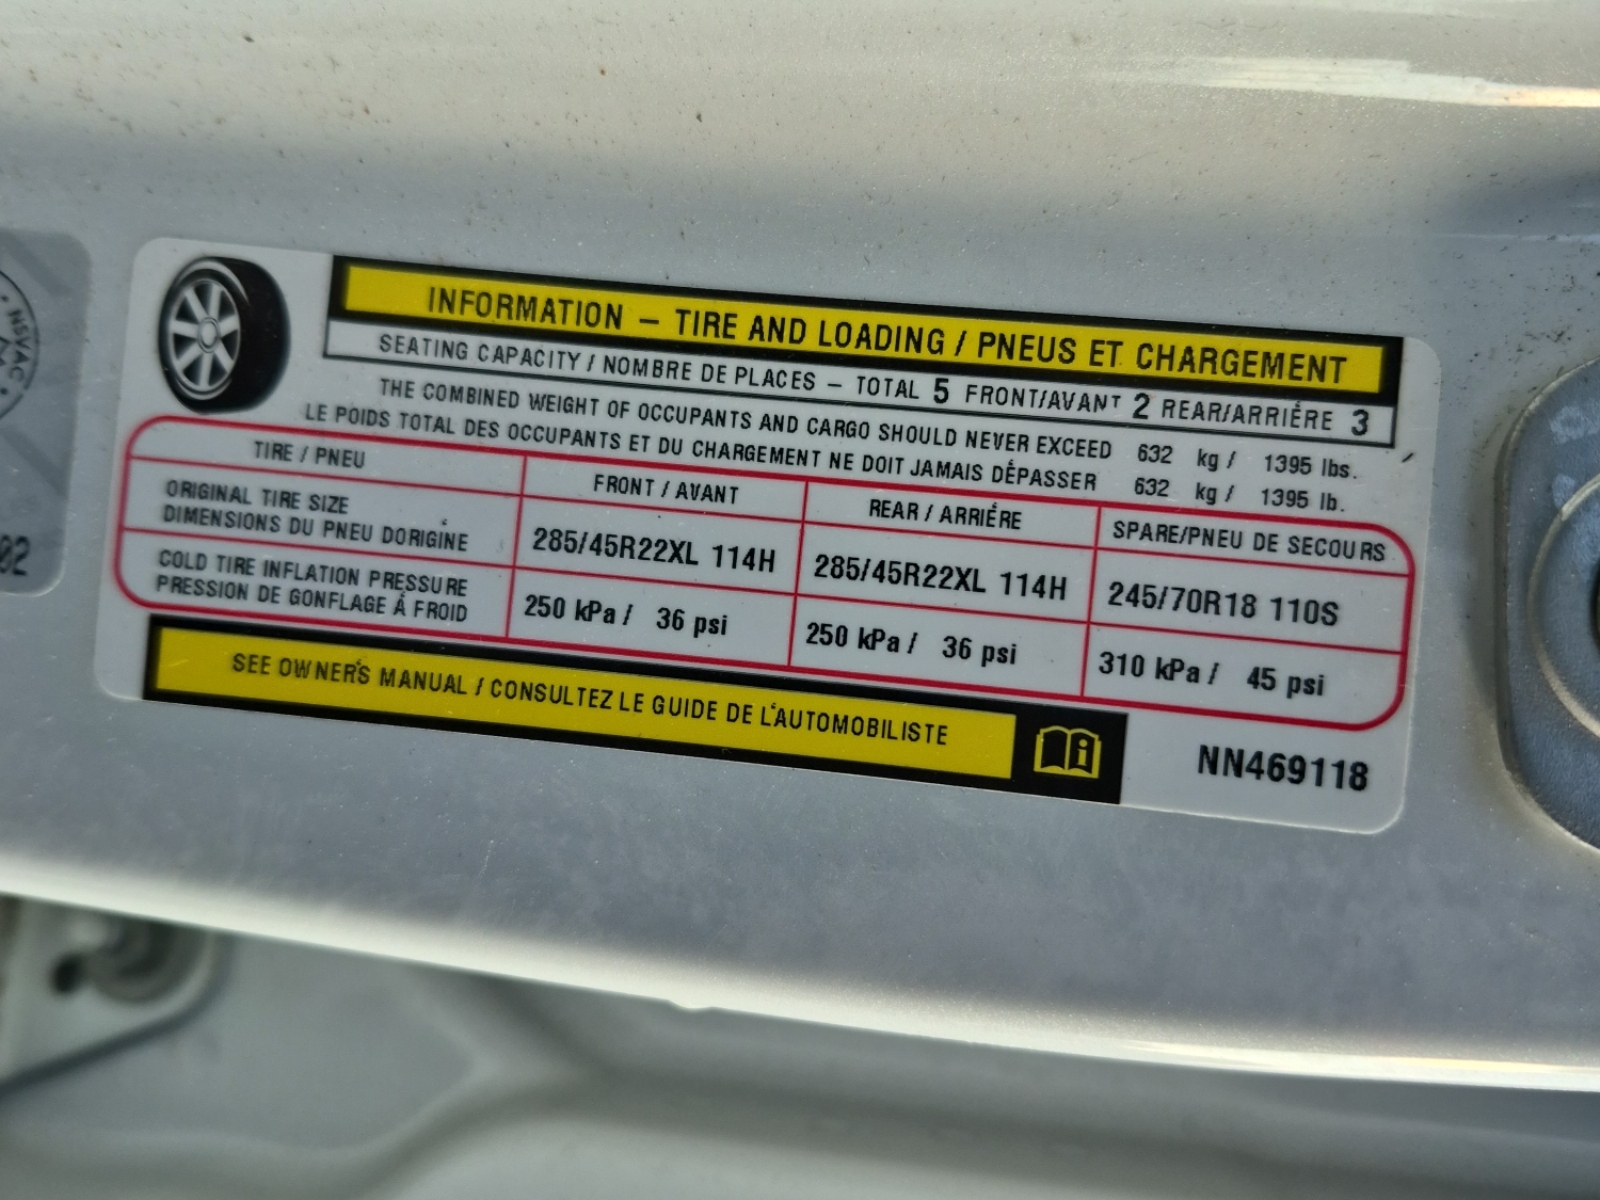 INFORMATION – TIRE AND LOADING / PNEUS ET CHARGEMENT
SEATING CAPACITY / NOMBRE DE PLACES – TOTAL 5 FRONT/AVANT 2 REAR/ARRIÉRE 3
THE COMBINED WEIGHT OF OCCUPANTS AND CARGO SHOULD NEVER EXCEED 632 kg / 1395 lbs.
LE POIDS TOTAL DES OCCUPANTS ET DU CHARGEMENT NE DOIT JAMAIS DÉPASSER 632 kg / 1395 lb.
TIRE / PNEU FRONT / AVANT REAR / ARRIÉRE SPARE/PNEU DE SECOURS
ORIGINAL TIRE SIZE
DIMENSIONS DU PNEU DORIGINE 285/45R22XL 114H 285/45R22XL 114H 245/70R18 110S
COLD TIRE INFLATION PRESSURE
PRESSION DE GONFLAGE Á FROID 250 kPa / 36 psi 250 kPa / 36 psi 310 kPa / 45 psi
SEE OWNER'S MANUAL / CONSULTEZ LE GUIDE DE L'AUTOMOBILISTE
NN469118
NSVAC
02